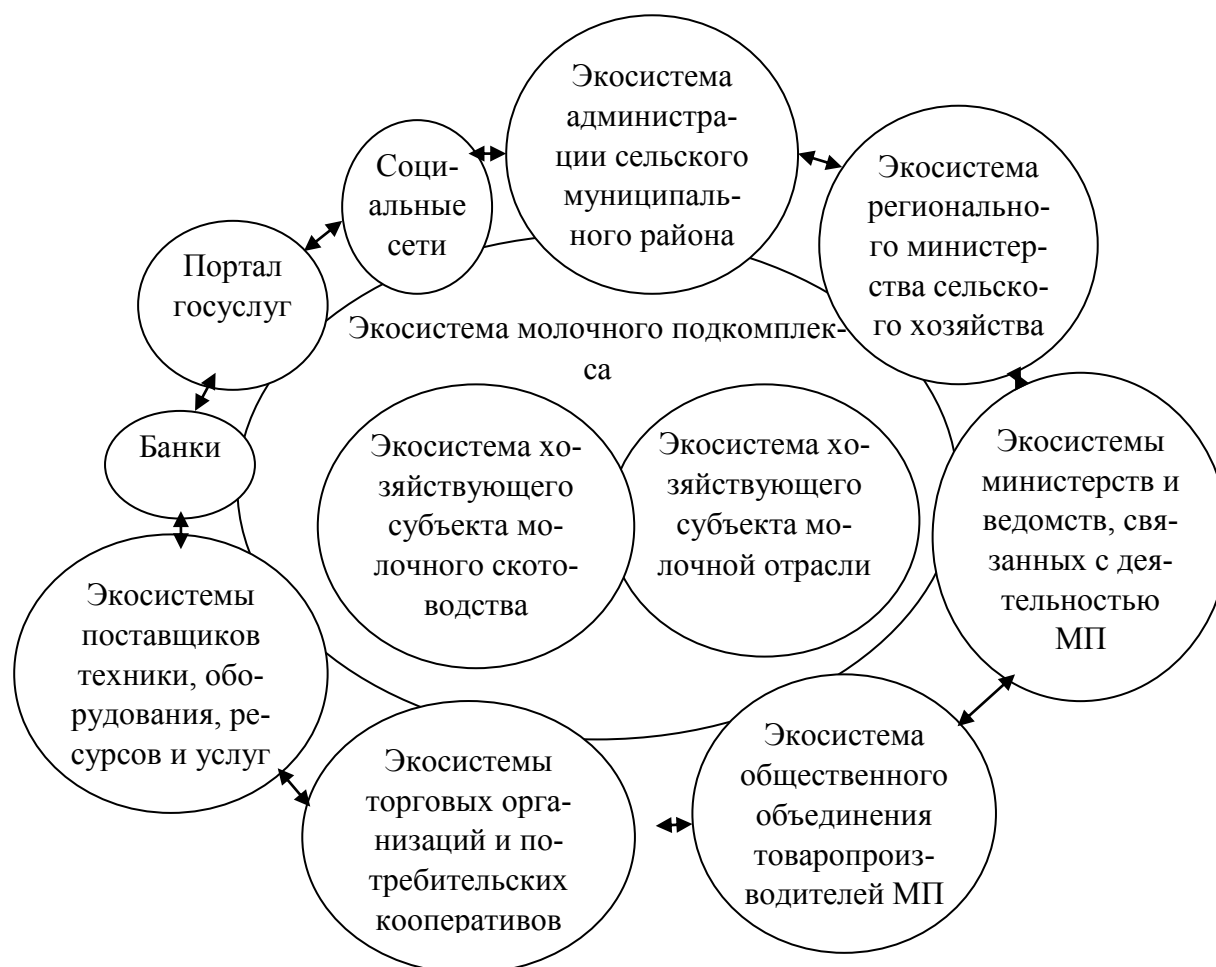 Экосистема
администра-
ции сельского
муниципаль-
ного района
Соци-
альные
сети
Экосистема
регионально-
го министер-
ства сельско-
го хозяйства
Портал
госуслуг
Экосистема молочного подкомплек-
са
Банки
Экосистема хо-
зяйствующего
субъекта мо-
лочного ското-
водства
Экосистема хо-
зяйствующего
субъекта мо-
лочной отрасли
Экосистемы
министерств и
ведомств, свя-
занных с дея-
тельностью
МП
Экосистемы
поставщиков
техники, обо-
рудования, ре-
сурсов и услуг
Экосистемы
торговых орга-
низаций и по-
требительских
кооперативов
Экосистема
общественного
объединения
товаропроиз-
водителей МП